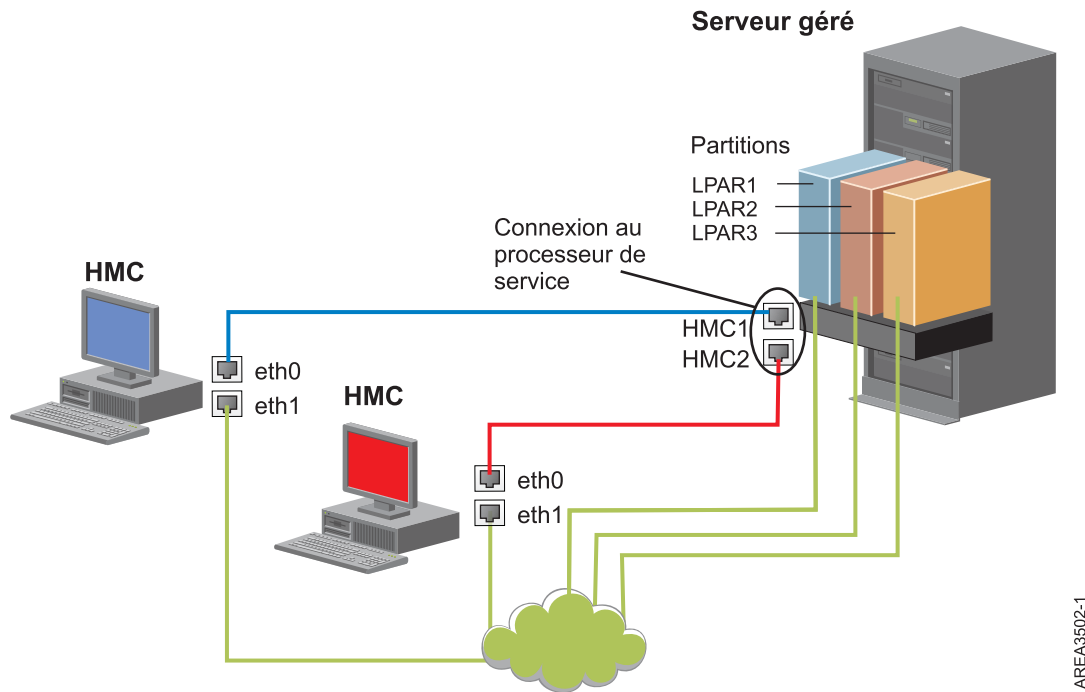 Serveur géré
Partitions
LPAR1
LPAR2
LPAR3
Connexion au
processeur de
service
HMC
HMC1
HMC2
eth0
eth1
HMC
eth0
eth1
AREA3502-1